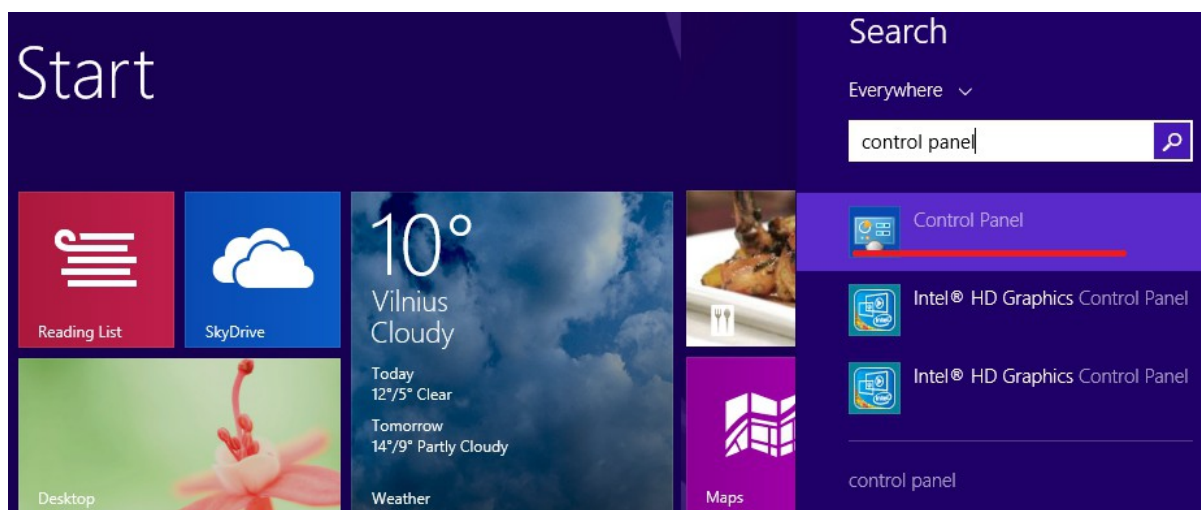 Start
Reading List
SkyDrive
10°
Vilnius
Cloudy
Today
12°/5° Clear
Tomorrow
14°/9° Partly Cloudy
Weather
Desktop
Maps
Search
Everywhere
control panel
Control Panel
Intel® HD Graphics Control Panel
Intel® HD Graphics Control Panel
control panel